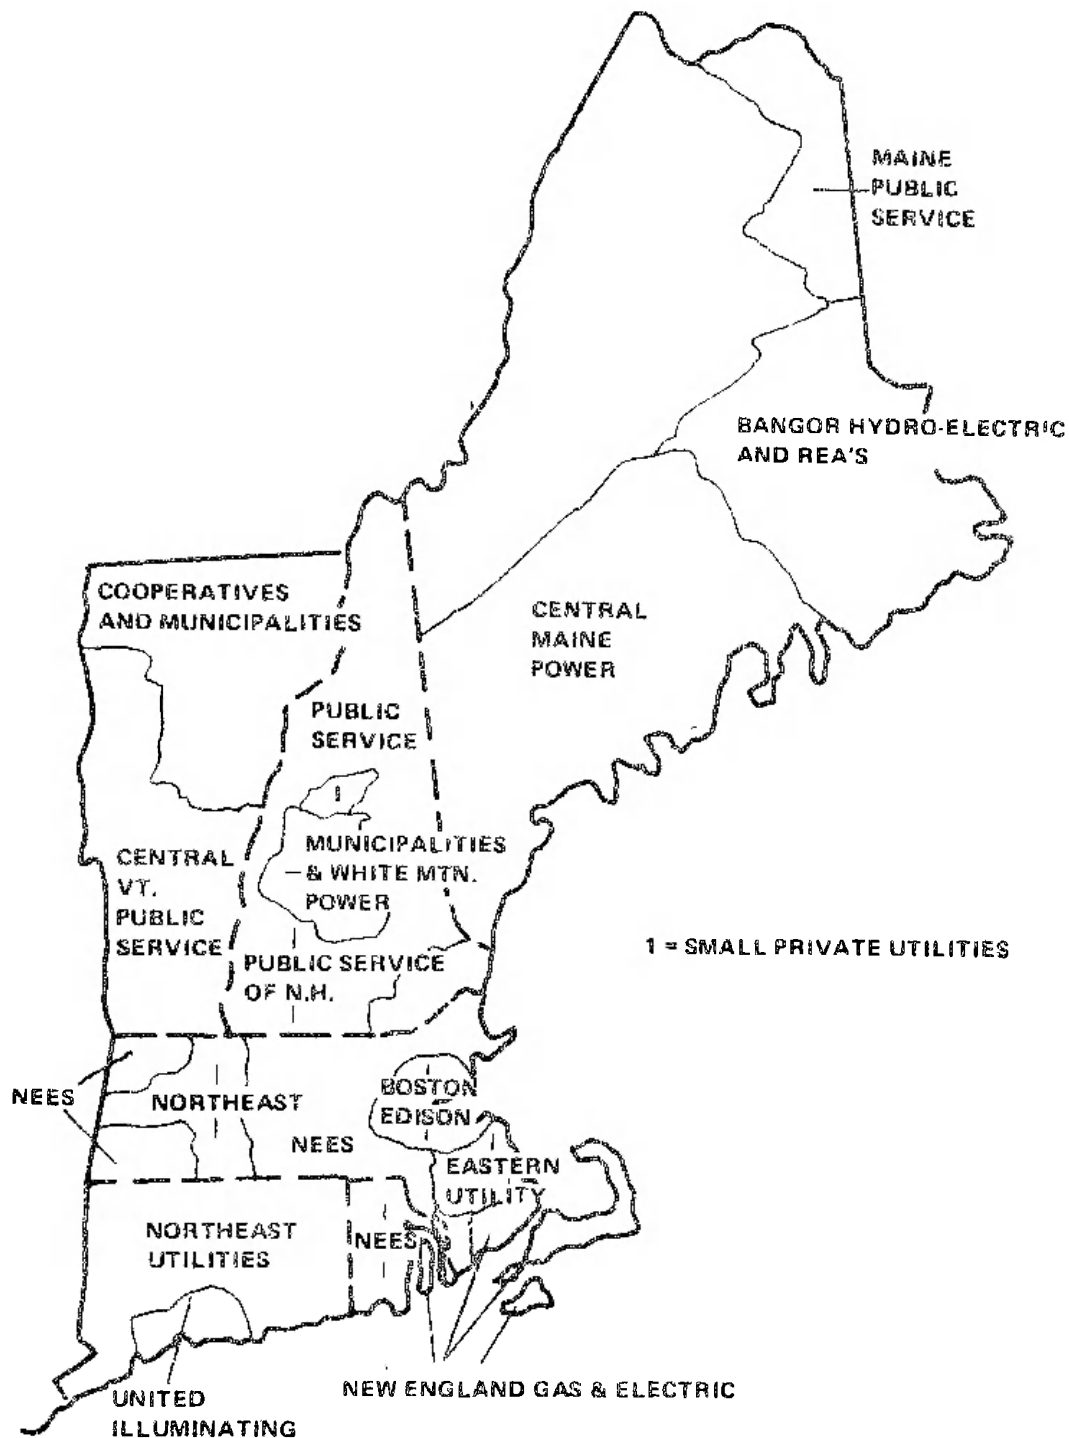 MAINE
PUBLIC
SERVICE
BANGOR HYDRO-ELECTRIC
AND REA'S
COOPERATIVES
AND MUNICIPALITIES
CENTRAL
MAINE
POWER
PUBLIC
SERVICE
1
MUNICIPALITIES
& WHITE MTN.
POWER
CENTRAL
VT.
PUBLIC
SERVICE
PUBLIC SERVICE
OF N.H.
1 = SMALL PRIVATE UTILITIES
NEES
NORTHEAST
NEES
BOSTON
EDISON
EASTERN
UTILITY
NORTHEAST
UTILITIES
NEES
NEW ENGLAND GAS & ELECTRIC
UNITED
ILLUMINATING